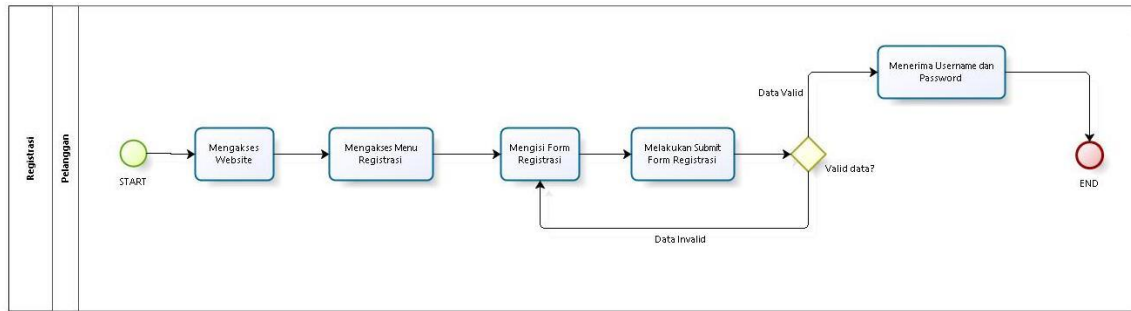 Registrasi
Pelanggan
START
Mengakses
Website
Mengakses Menu
Registrasi
Mengisi Form
Registrasi
Melakukan Submit
Form Registrasi
Valid data?
Data Valid
Data Invalid
Menerima Username dan
Password
END